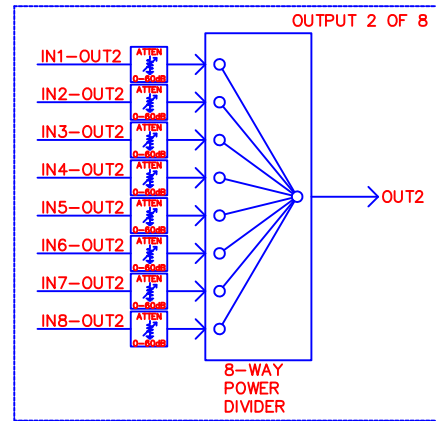 OUTPUT 2 OF 8
IN1-OUT2
ATTEN
0-60dB
IN2-OUT2
ATTEN
0-60dB
IN3-OUT2
ATTEN
0-60dB
IN4-OUT2
ATTEN
0-60dB
IN5-OUT2
ATTEN
0-60dB
IN6-OUT2
ATTEN
0-60dB
IN7-OUT2
ATTEN
0-60dB
IN8-OUT2
ATTEN
0-60dB
OUT2
8-WAY
POWER
DIVIDER